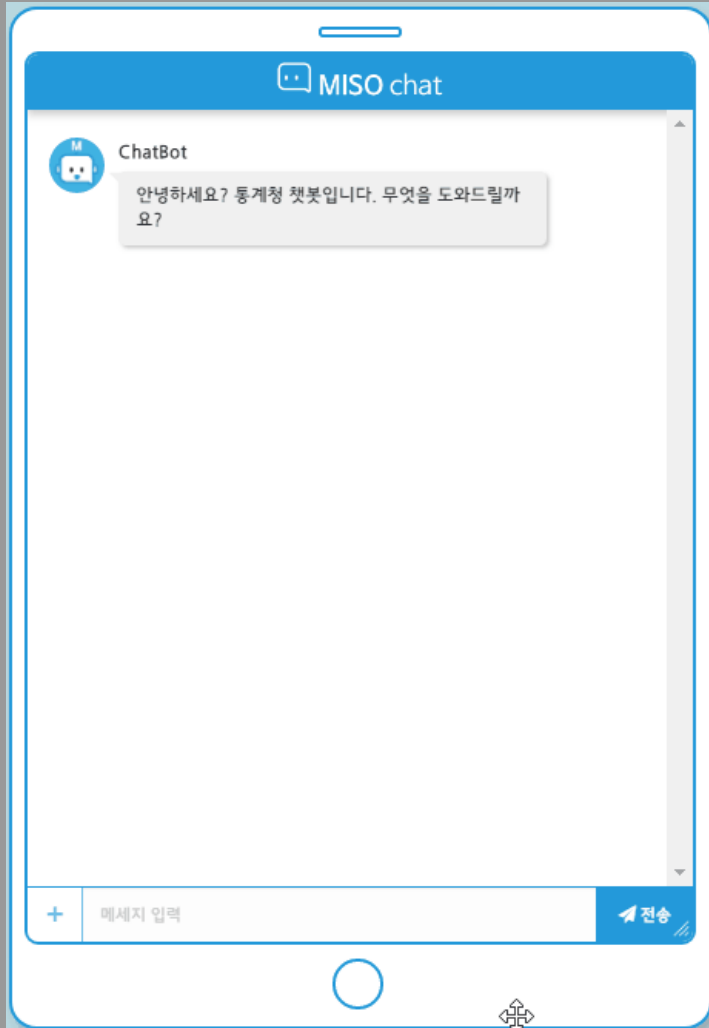 MISO chat
M
ChatBot
안녕하세요? 통계청 챗봇입니다. 무엇을 도와드릴까
요?
+
메세지 입력
전송